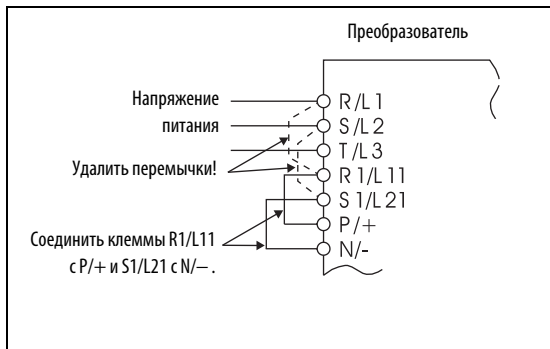 Преобразователь
Напряжение
питания
R/L1
S/L2
T/L3
Удалить перемычки!
R1/L11
S1/L21
P/+
N/-
Соединить клеммы R1/L11
с P/+ и S1/L21 с N/– .